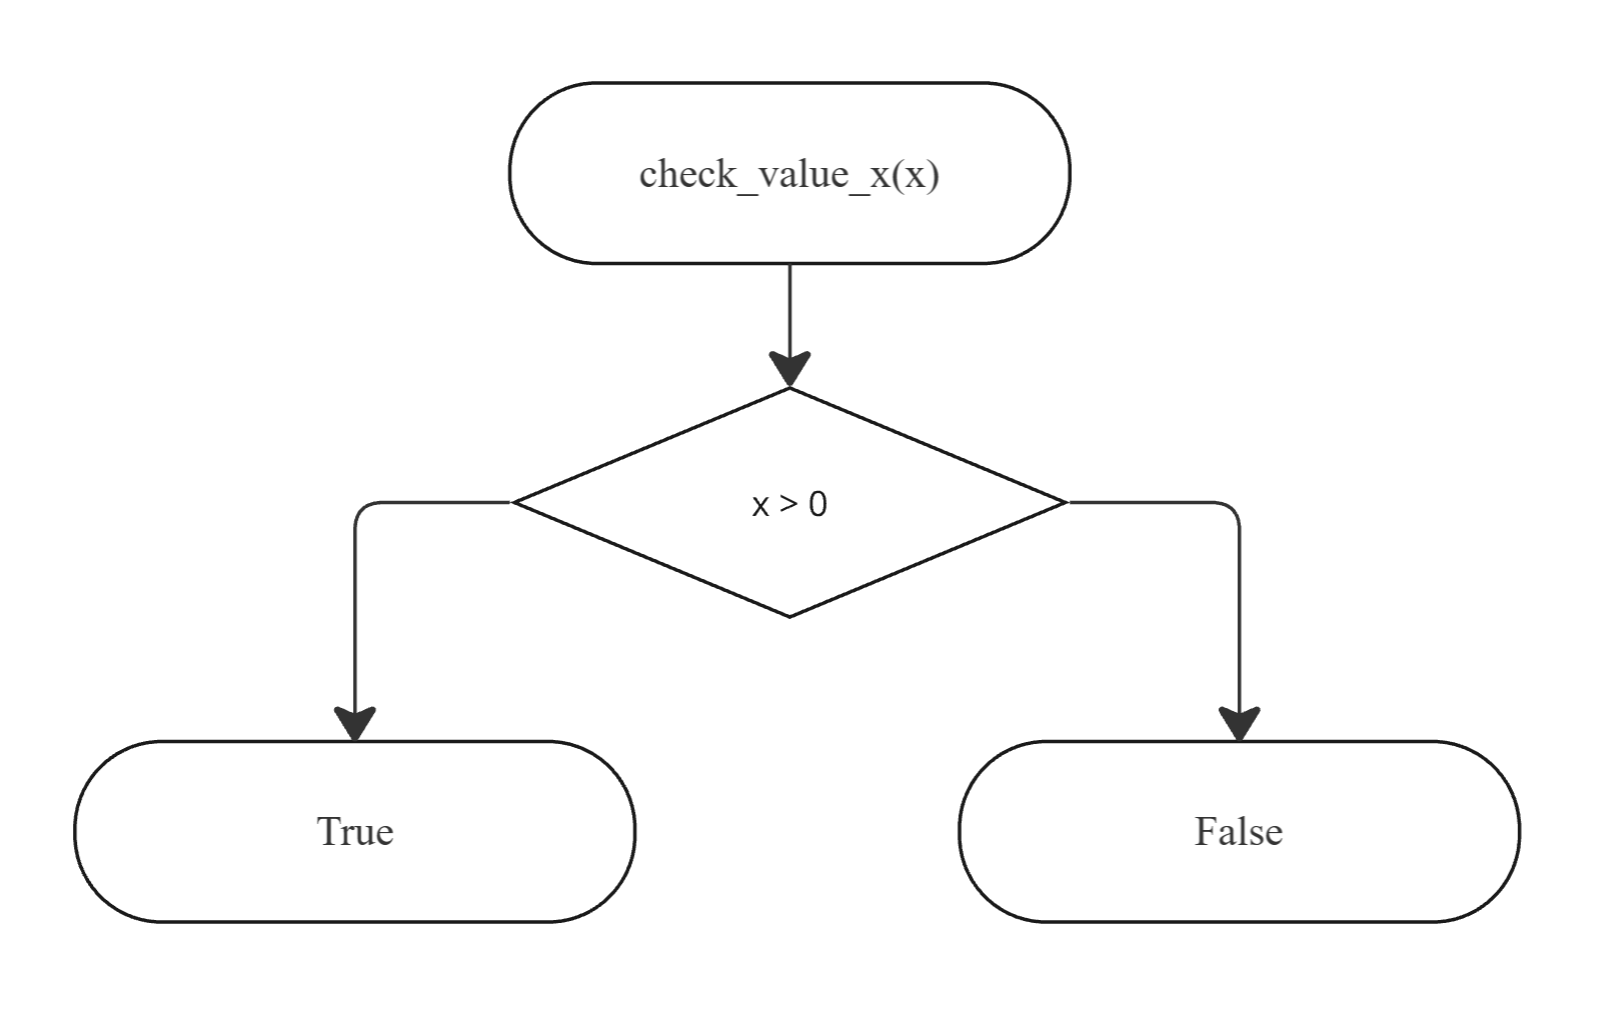 check_value_x(x)
x > 0
True
False